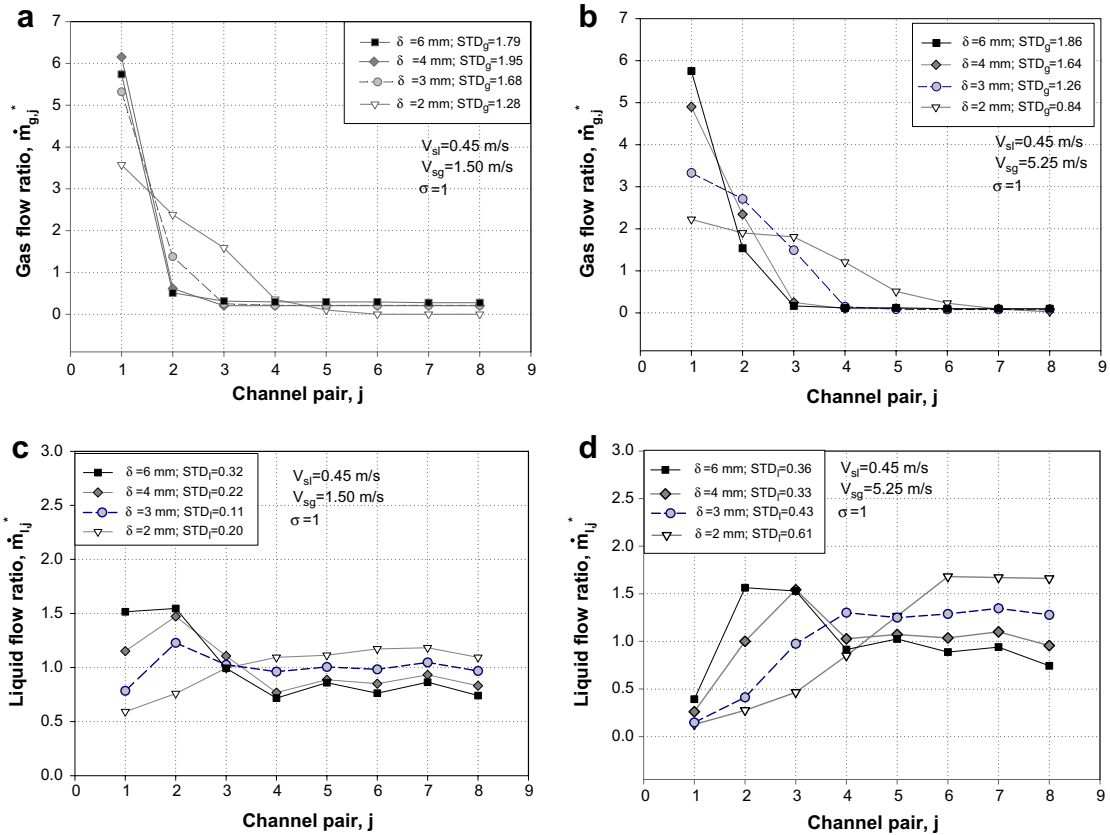 a
7
6
5
4
3
2
1
0
0 1 2 3 4 5 6 7 8 9
Gas flow ratio, ṁg,j*
Channel pair, j
δ =6 mm; STDg=1.79
δ =4 mm; STDg=1.95
δ =3 mm; STDg=1.68
δ =2 mm; STDg=1.28
Vsl=0.45 m/s
Vsg=1.50 m/s
σ=1
b
7
6
5
4
3
2
1
0
0 1 2 3 4 5 6 7 8 9
Gas flow ratio, ṁg,j*
Channel pair, j
δ =6 mm; STDg=1.86
δ =4 mm; STDg=1.64
δ =3 mm; STDg=1.26
δ =2 mm; STDg=0.84
Vsl=0.45 m/s
Vsg=5.25 m/s
σ=1
c
3.0
2.5
2.0
1.5
1.0
0.5
0.0
0 1 2 3 4 5 6 7 8 9
Liquid flow ratio, ṁl,j*
Channel pair, j
δ =6 mm; STDl=0.32
δ =4 mm; STDl=0.22
δ =3 mm; STDl=0.11
δ =2 mm; STDl=0.20
Vsl=0.45 m/s
Vsg=1.50 m/s
σ=1
d
3.0
2.5
2.0
1.5
1.0
0.5
0.0
0 1 2 3 4 5 6 7 8 9
Liquid flow ratio, ṁl,j*
Channel pair, j
δ =6 mm; STDl=0.36
δ =4 mm; STDl=0.33
δ =3 mm; STDl=0.43
δ =2 mm; STDl=0.61
Vsl=0.45 m/s
Vsg=5.25 m/s
σ=1